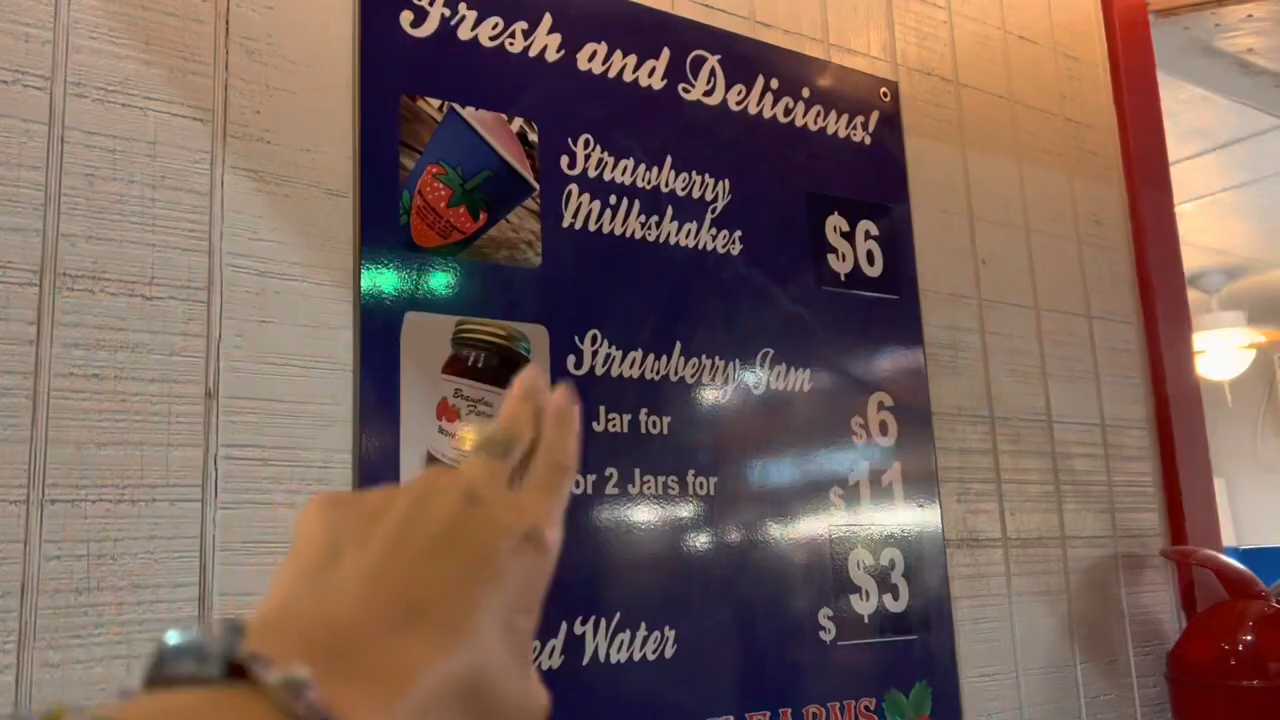 Fresh and Delicious!
Strawberry
Milkshakes
$6
Strawberry Jam
Jar for
$6
or 2 Jars for
$11
$3
$
ed Water
FARMS